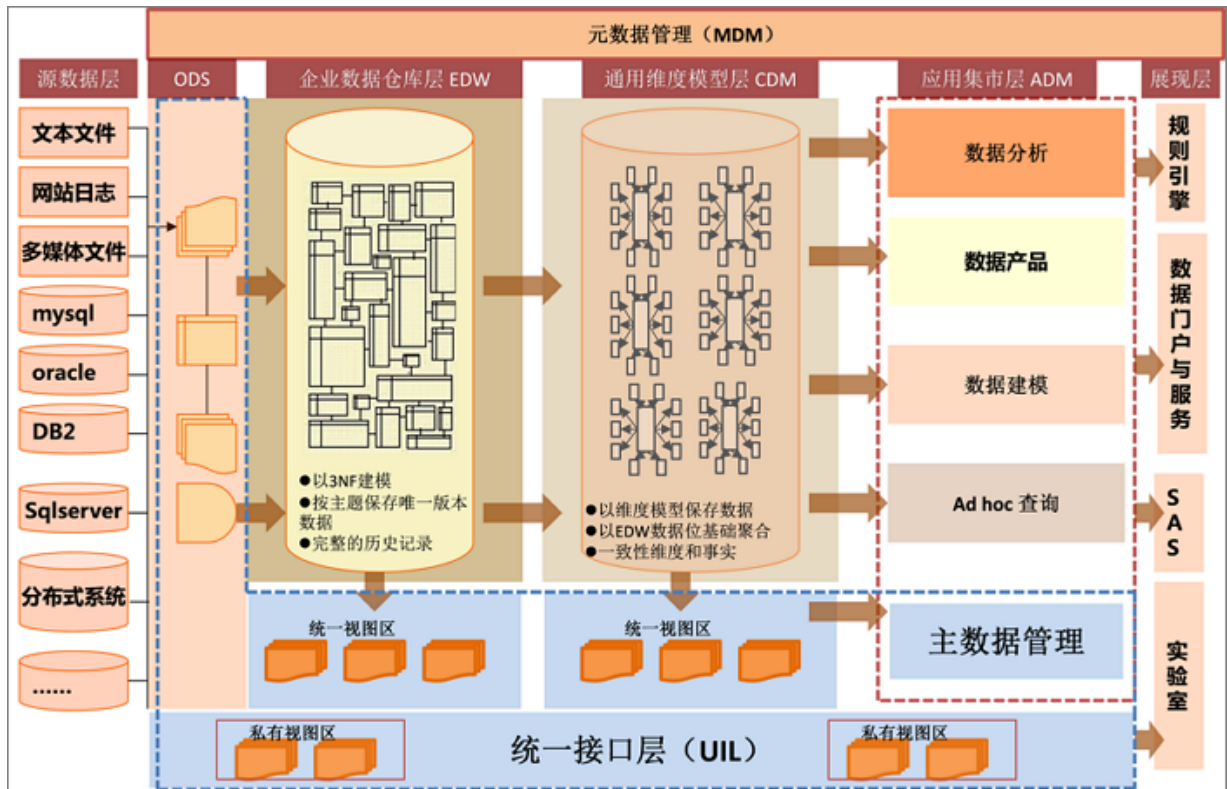 元数据管理（MDM）
源数据层
ODS
企业数据仓库层 EDW
通用维度模型层 CDM
应用集市层 ADM
展现层
文本文件
网站日志
多媒体文件
mysql
oracle
DB2
Sqlserver
分布式系统
......
●以3NF建模
●按主题保存唯一版本
数据
●完整的历史记录
●以维度模型保存数据
●以EDW数据位基础聚合
●一致性维度和事实
数据分析
数据产品
数据建模
Ad hoc 查询
主数据管理
规则引擎
数据门户与服务
SAS
实验室
统一视图区
统一视图区
私有视图区
统一接口层（UIL）
私有视图区